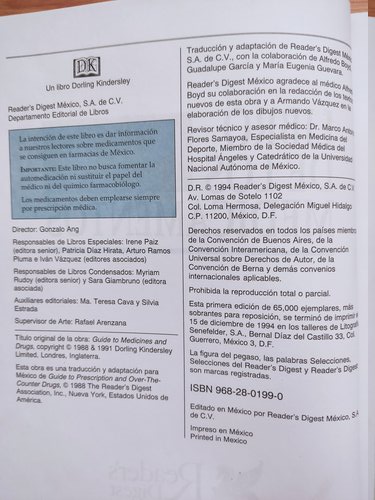 DK
Un libro Dorling Kindersley
Reader's Digest México, S.A. de C.V.
Departamento Editorial de Libros
La intención de este libro es dar información
a nuestros lectores sobre medicamentos que
se consiguen en farmacias de México.
IMPORTANTE: Este libro no busca fomentar la
automedicación ni sustituir el papel del
médico ni del químico farmacobiólogo.
Los medicamentos deben emplearse siempre
por prescripción médica.
Director: Gonzalo Ang
Responsables de Libros Especiales: Irene Paiz
(editora senior), Patricia Díaz Hirata, Arturo Ramos
Pluma e Iván Vázquez (editores asociados)
Responsables de Libros Condensados: Myriam
Rudoy (editora senior) y Sara Giambruno (editora
asociada)
Auxiliares editoriales: Ma. Teresa Cava y Silvia
Estrada
Supervisor de Arte: Rafael Arenzana
Título original de la obra: Guide to Medicines and
Drugs, copyright © 1988 & 1991 Dorling Kindersley
Limited, Londres, Inglaterra.
Esta obra es una traducción y adaptación para
México de Guide to Prascription and Over-The-
Counter Drugs, © 1988 The Reader's Digest
Association, Inc., Nueva York, Estados Unidos de
América.
Traducción y adaptación de Reader's Digest
S.A. de C.V., con la colaboración de Alfredo Boyd,
Guadalupe García y María Eugenia Guevara.
Reader's Digest México agradece al médico Alfredo
Boyd su colaboración en la redacción de los textos
nuevos de esta obra y a Armando Vázquez en la
elaboración de los dibujos nuevos.
Revisor técnico y asesor médico: Dr. Marco Antonio
Flores Samayoa, Especialista en Medicina del
Deporte, Miembro de la Sociedad Médica del
Hospital Ángeles y Catedrático de la Universidad
Nacional Autónoma de México.
D.R. © 1994 Reader's Digest México, S.A. de C.V.
Av. Lomas de Sotelo 1102
Col. Loma Hermosa, Delegación Miguel Hidalgo
C.P. 11200, México, D.F.
Derechos reservados en todos los países miembros
de la Convención de Buenos Aires, de la
Convención Interamericana, de la Convención
Universal sobre Derechos de Autor, de la
Convención de Berna y demás convenios
internacionales aplicables.
Prohibida la reproducción total o parcial.
Esta primera edición de 65,000 ejemplares, más
sobrantes para reposición, se terminó de imprimir el
15 de diciembre de 1994 en los talleres de Litografía
Senefelder, S.A., Bernal Díaz del Castillo 33, Col.
Guerrero, México 3, D.F.
La figura del pegaso, las palabras Selecciones,
Selecciones del Reader's Digest y Reader's Digest
son marcas registradas.
ISBN 968-28-0199-0
Editado en México por Reader's Digest México, S.A.
de C.V.
Impreso en México
Printed in Mexico